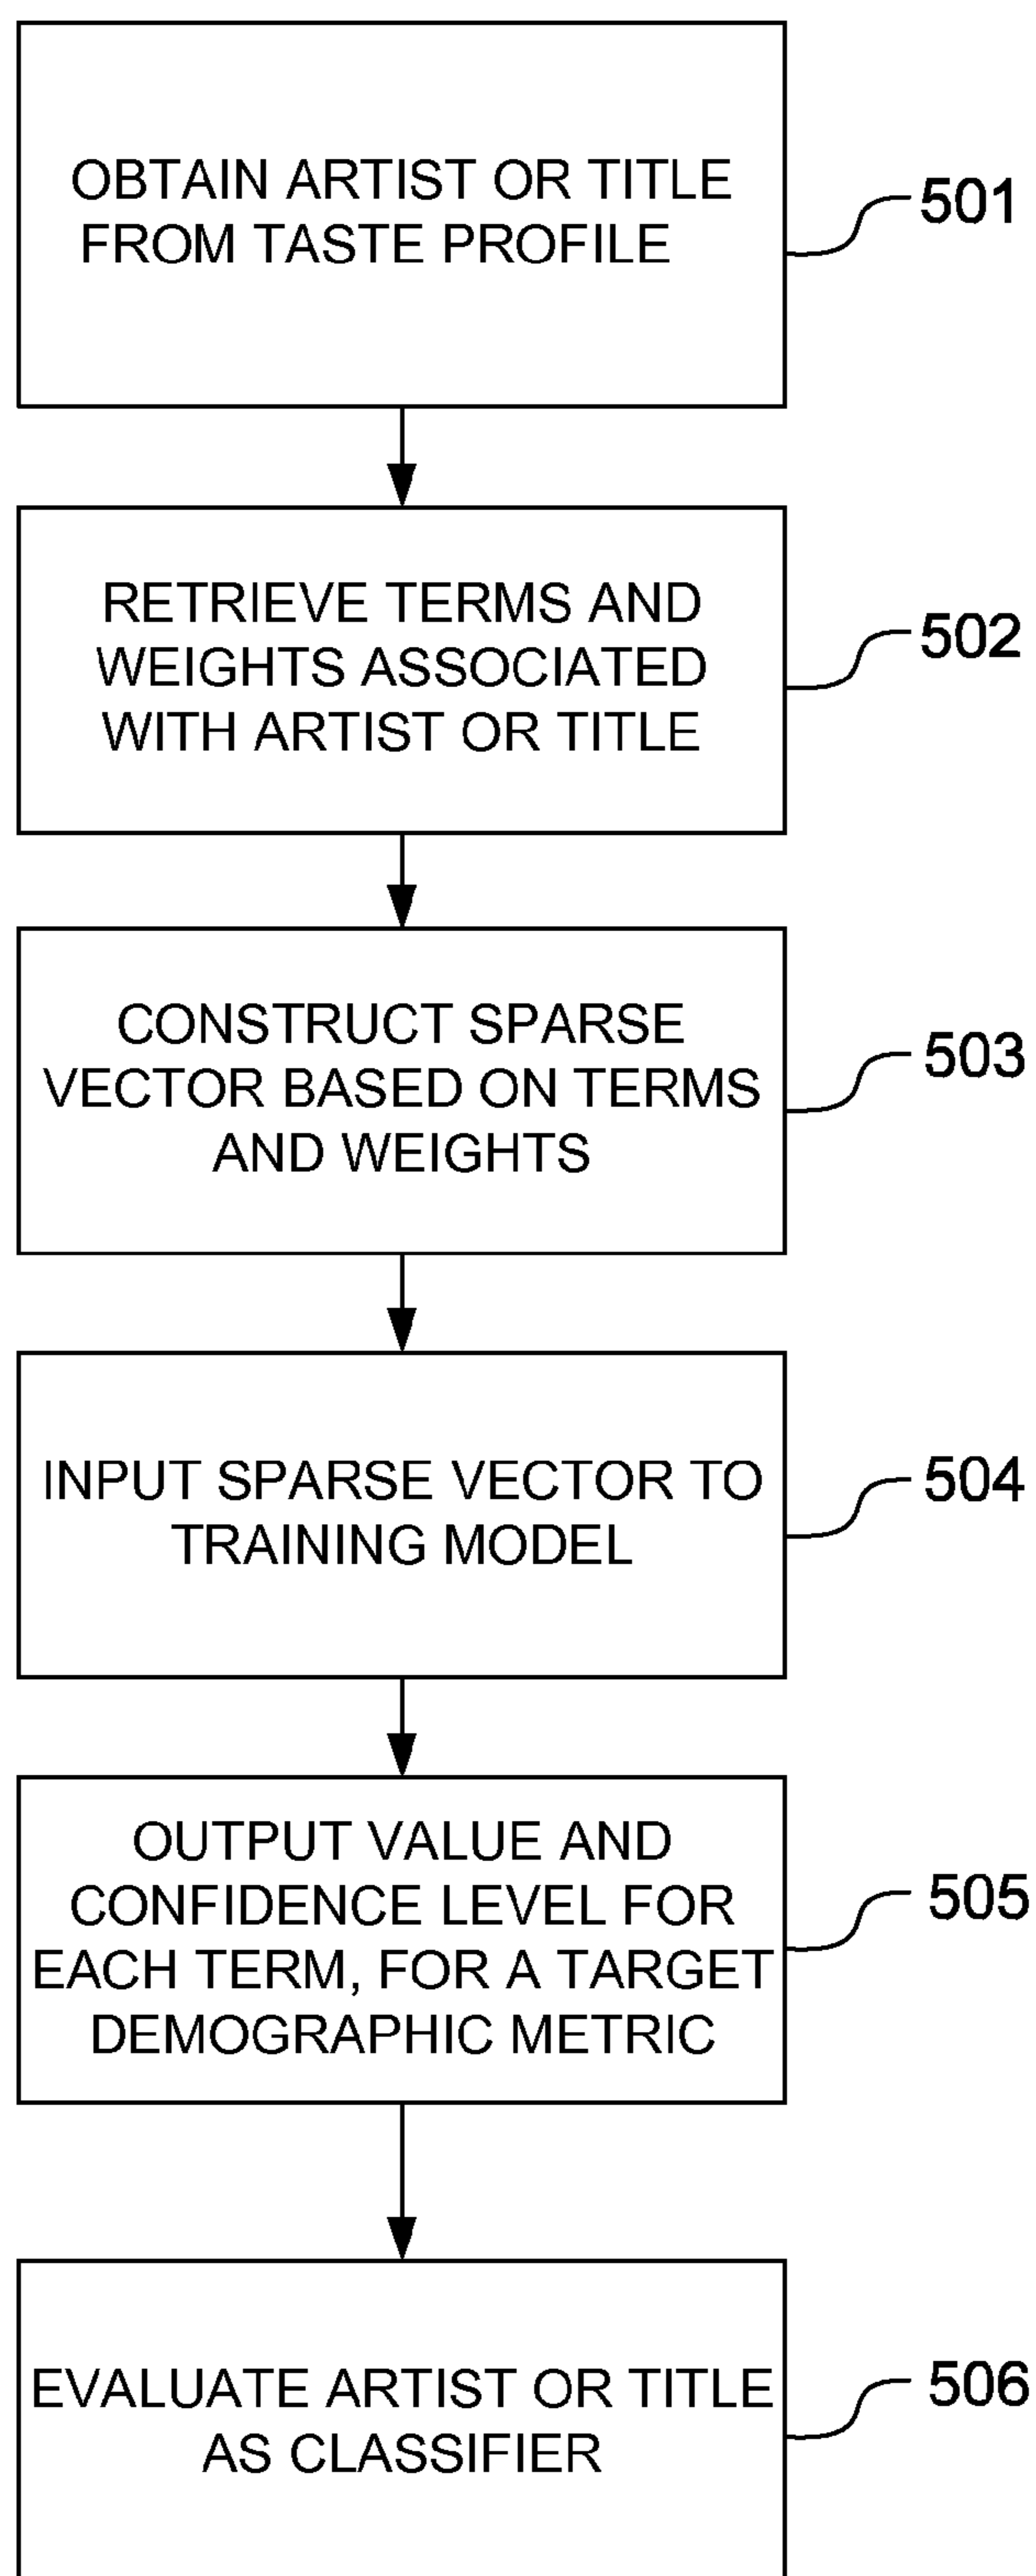 OBTAIN ARTIST OR TITLE
FROM TASTE PROFILE
501
RETRIEVE TERMS AND
WEIGHTS ASSOCIATED
WITH ARTIST OR TITLE
502
CONSTRUCT SPARSE
VECTOR BASED ON TERMS
AND WEIGHTS
503
INPUT SPARSE VECTOR TO
TRAINING MODEL
504
OUTPUT VALUE AND
CONFIDENCE LEVEL FOR
EACH TERM, FOR A TARGET
DEMOGRAPHIC METRIC
505
EVALUATE ARTIST OR TITLE
AS CLASSIFIER
506